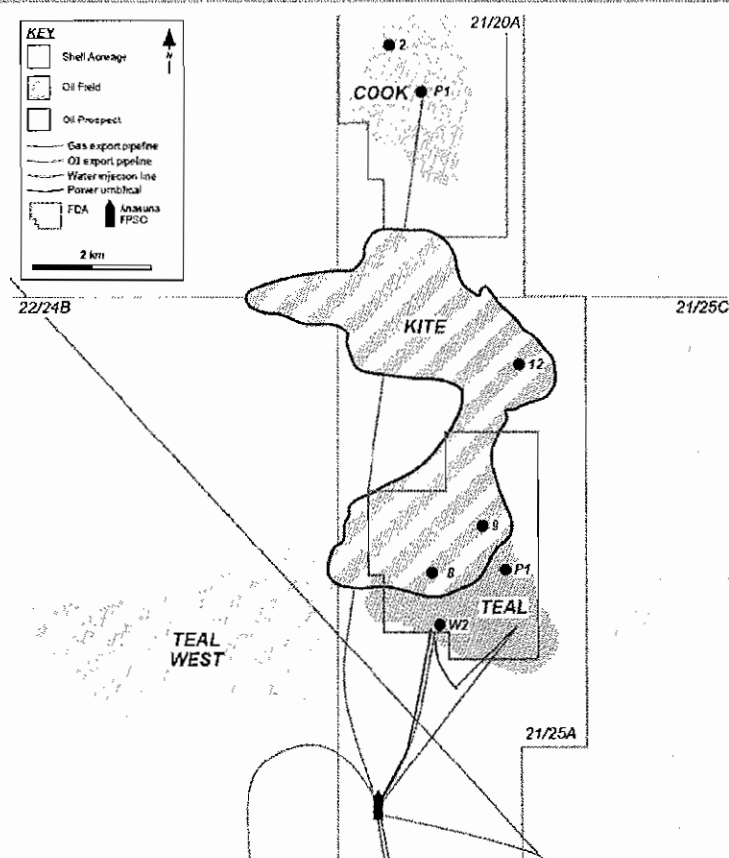 KEY
Shell Acreage
Oil Field
Oil Prospect
Gas export pipeline
Oil export pipeline
Water injection line
Power umbilical
FDA
Anasuria
FPSO
2 km
N
21/20A
2
COOK
P1
22/24B
21/25C
KITE
12
9
8
P1
TEAL
W2
TEAL
WEST
21/25A